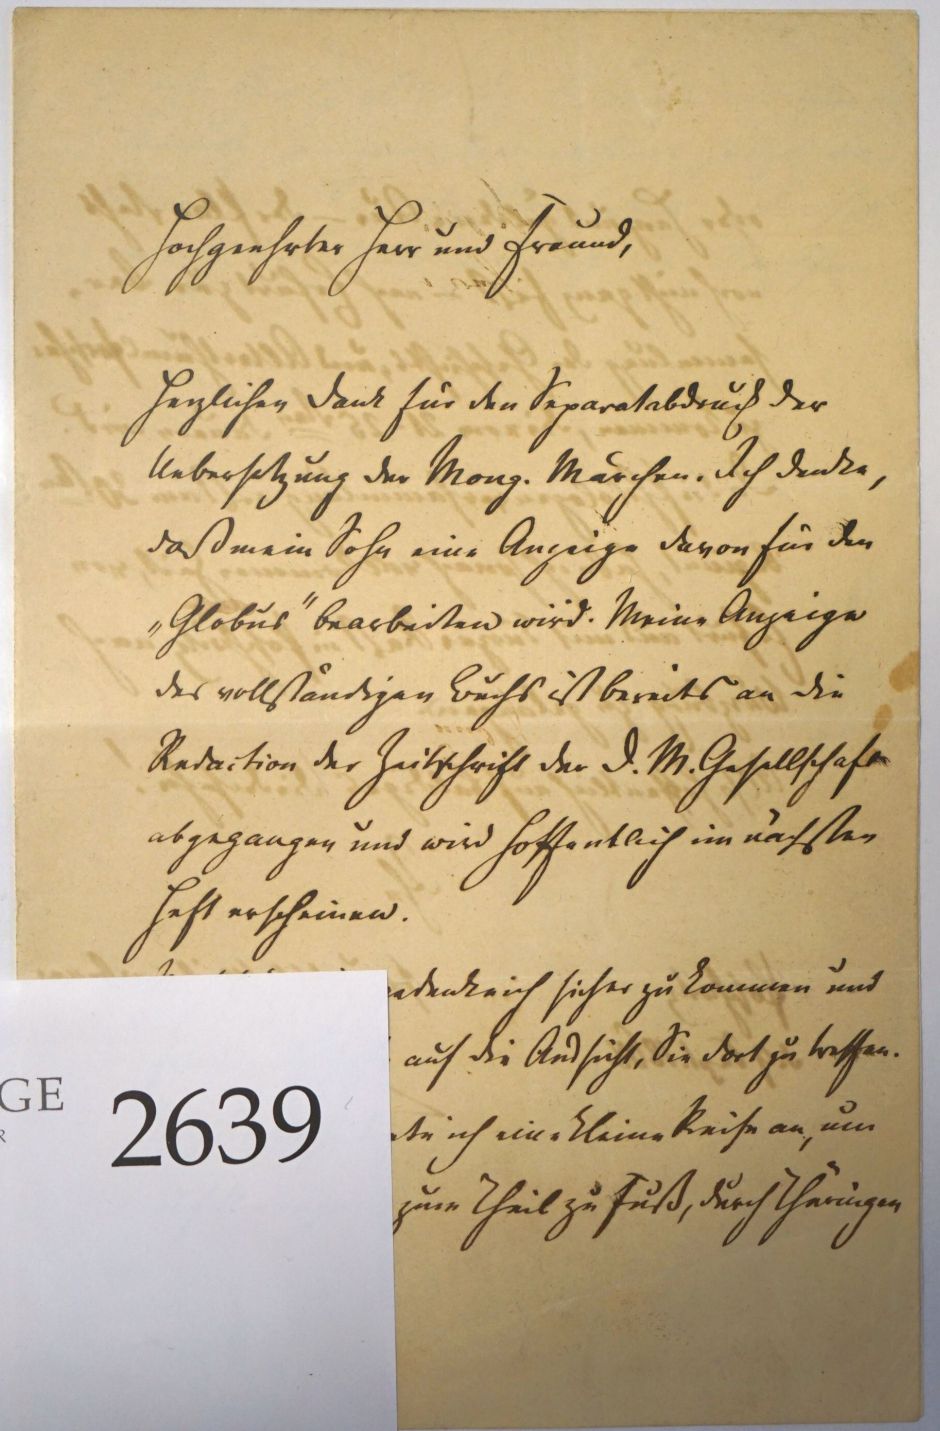 Hochgeehrter Herr und Freund,
Herzlichen Dank für den Separatabdruck der
Uebersetzung der Mong. Märchen. Ich denke,
daß mein Sohn eine Anzeige davon für den
„Globus" bearbeiten wird. Meine Anzeige
des vollständigen Buchs ist bereits an die
Redaction der Zeitschrift der D. M. Gesellschaft
abgegangen und wird hoffentlich im nächsten
Heft erscheinen.
gedenke ich sicher zu kommen und
auf die Aussicht, Sie dort zu treffen.
ich eine kleine Reise an, um
zum Theil zu Fuß, durch Thüringen
GE
R
2639